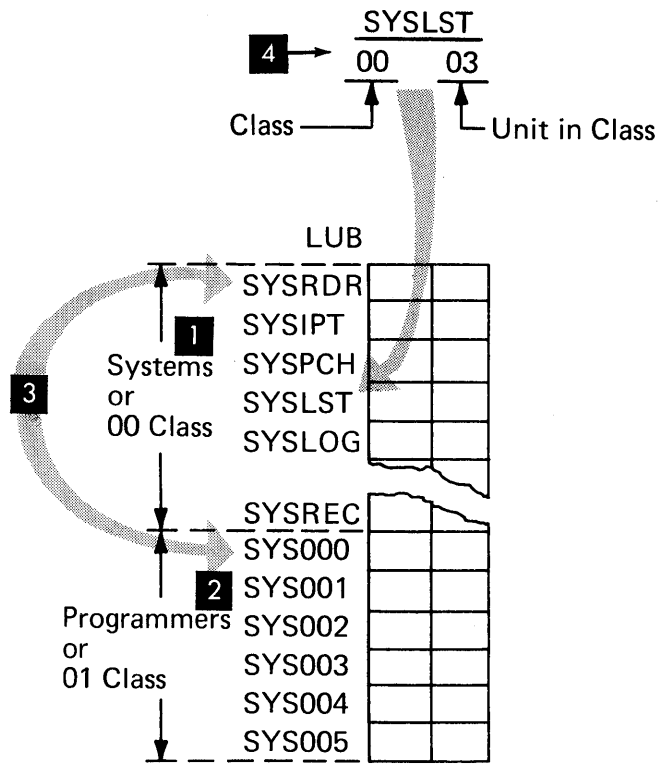 SYSLST
4
00 03
Class
Unit in Class
LUB
SYSRDR
1
SYSIPT
Systems
or
00 Class
SYSPCH
3
SYSLST
SYSLOG
SYSREC
SYS000
2
SYS001
Programmers
or
01 Class
SYS002
SYS003
SYS004
SYS005